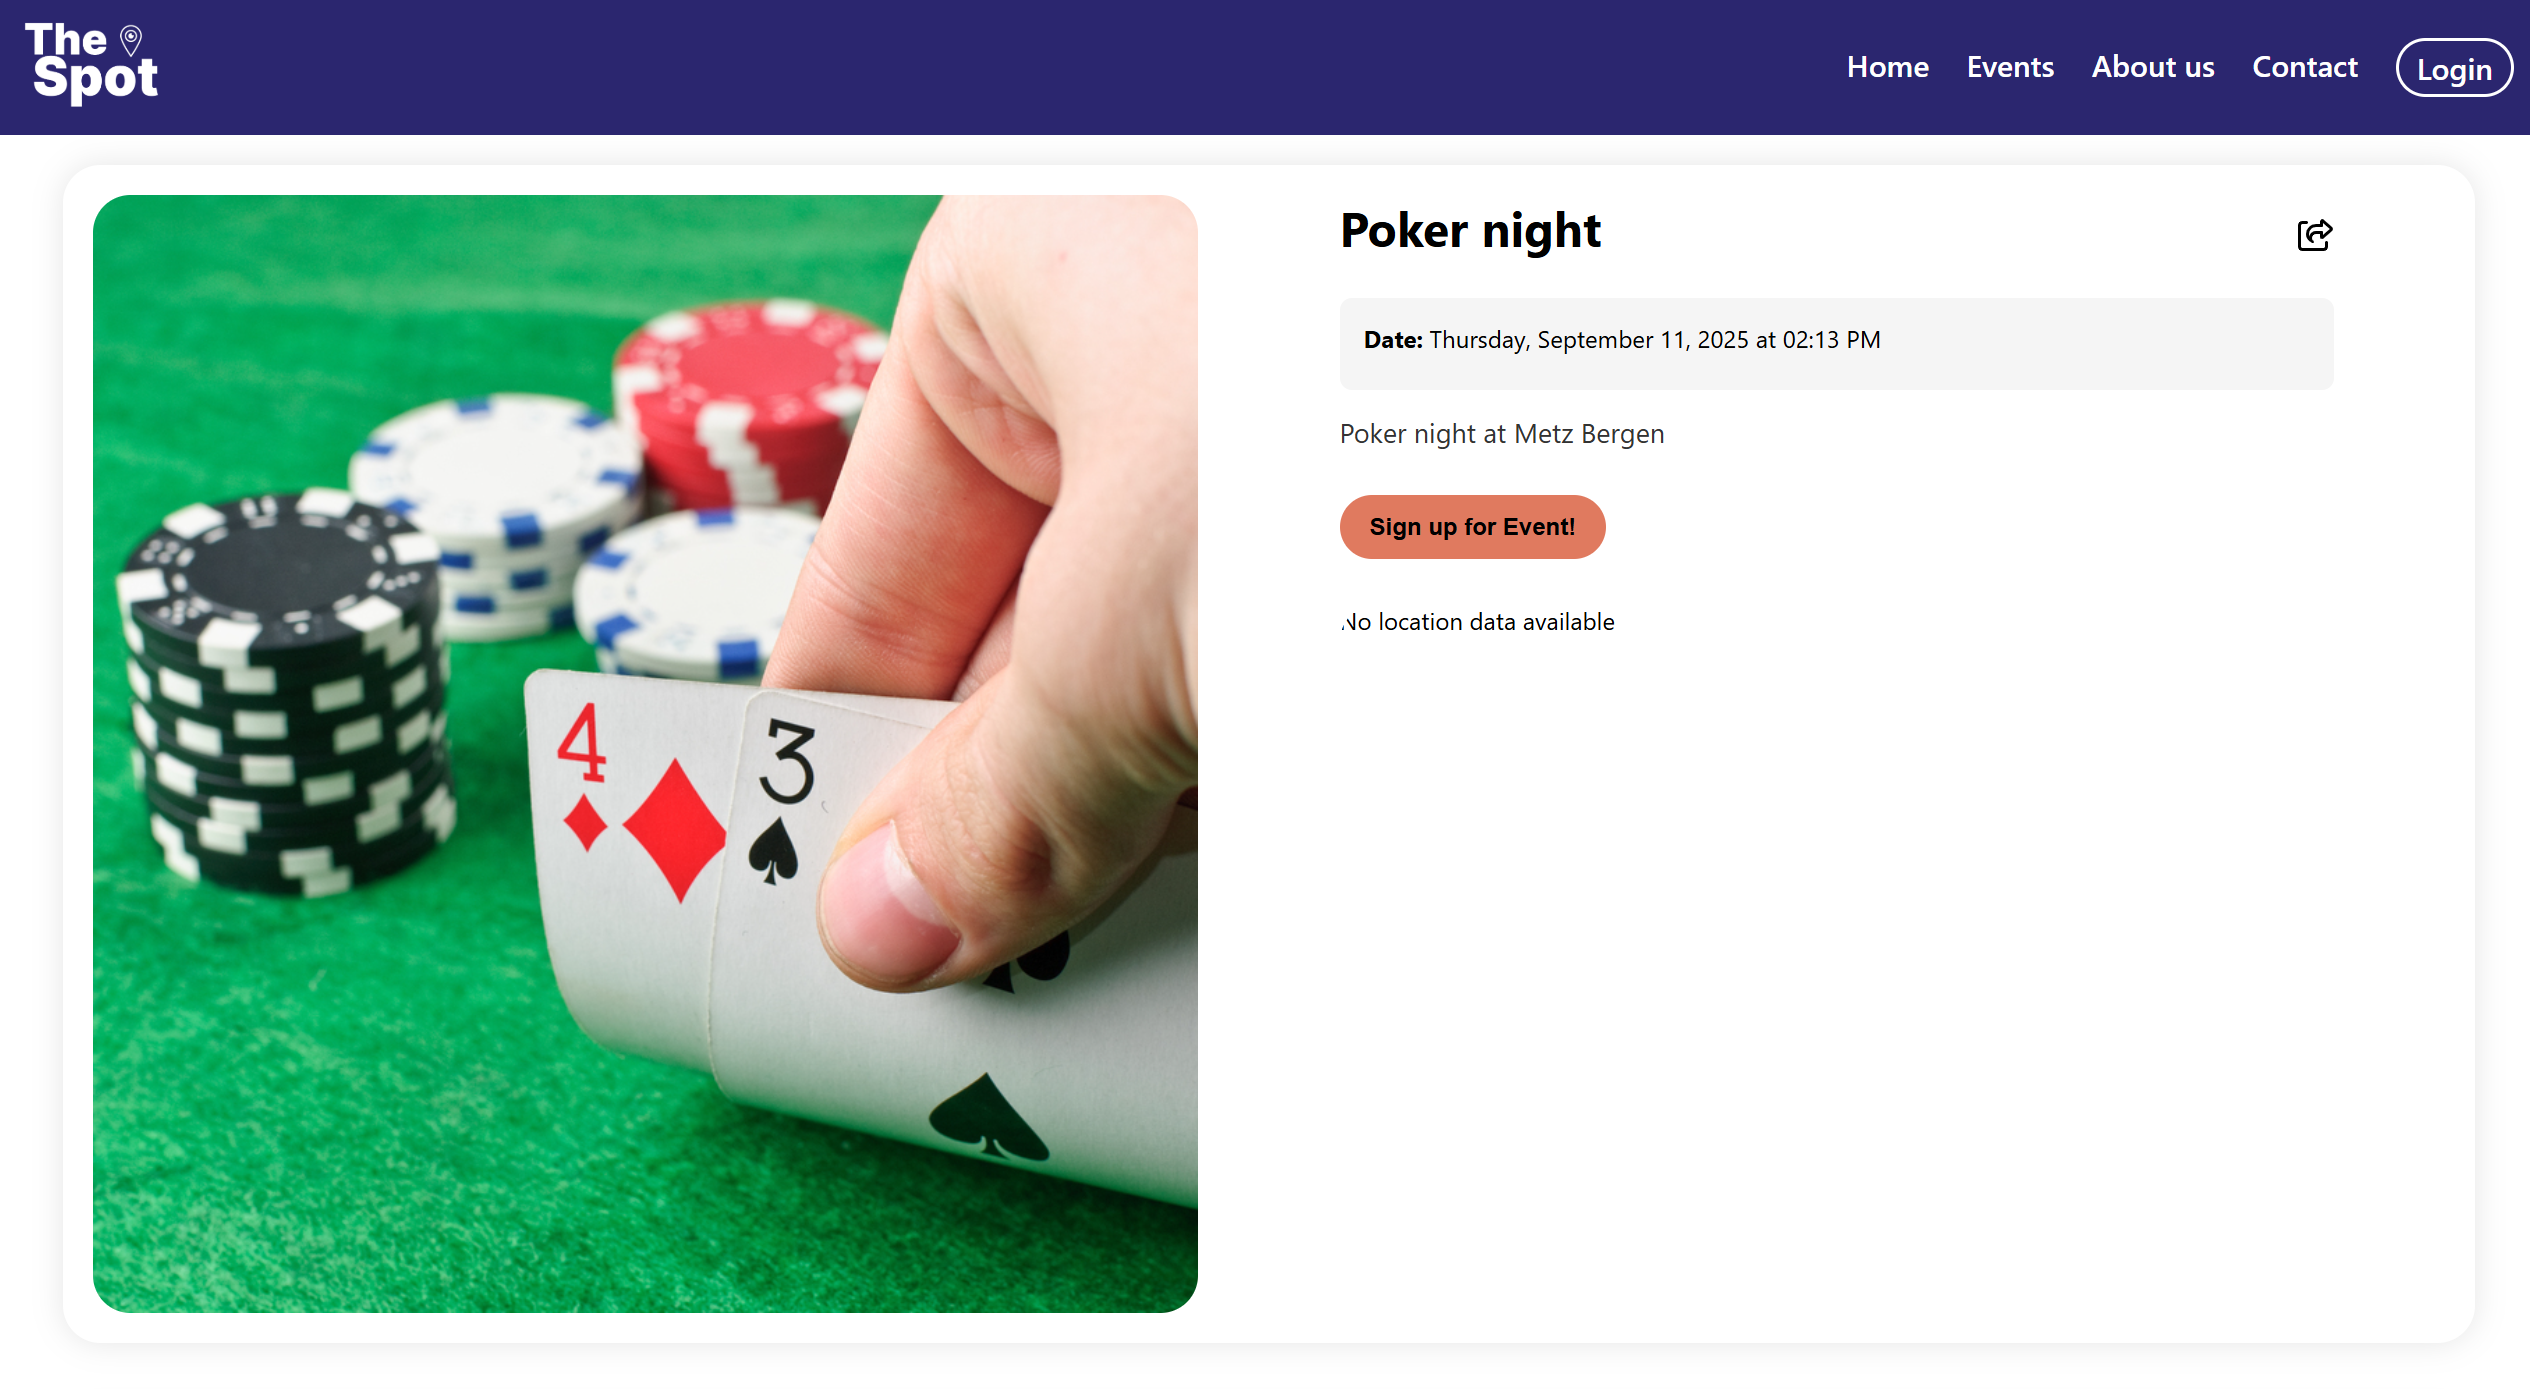 The
Spot
Home Events About us Contact Login
Poker night
Date: Thursday, September 11, 2025 at 02:13 PM
Poker night at Metz Bergen
Sign up for Event!
No location data available
4
3